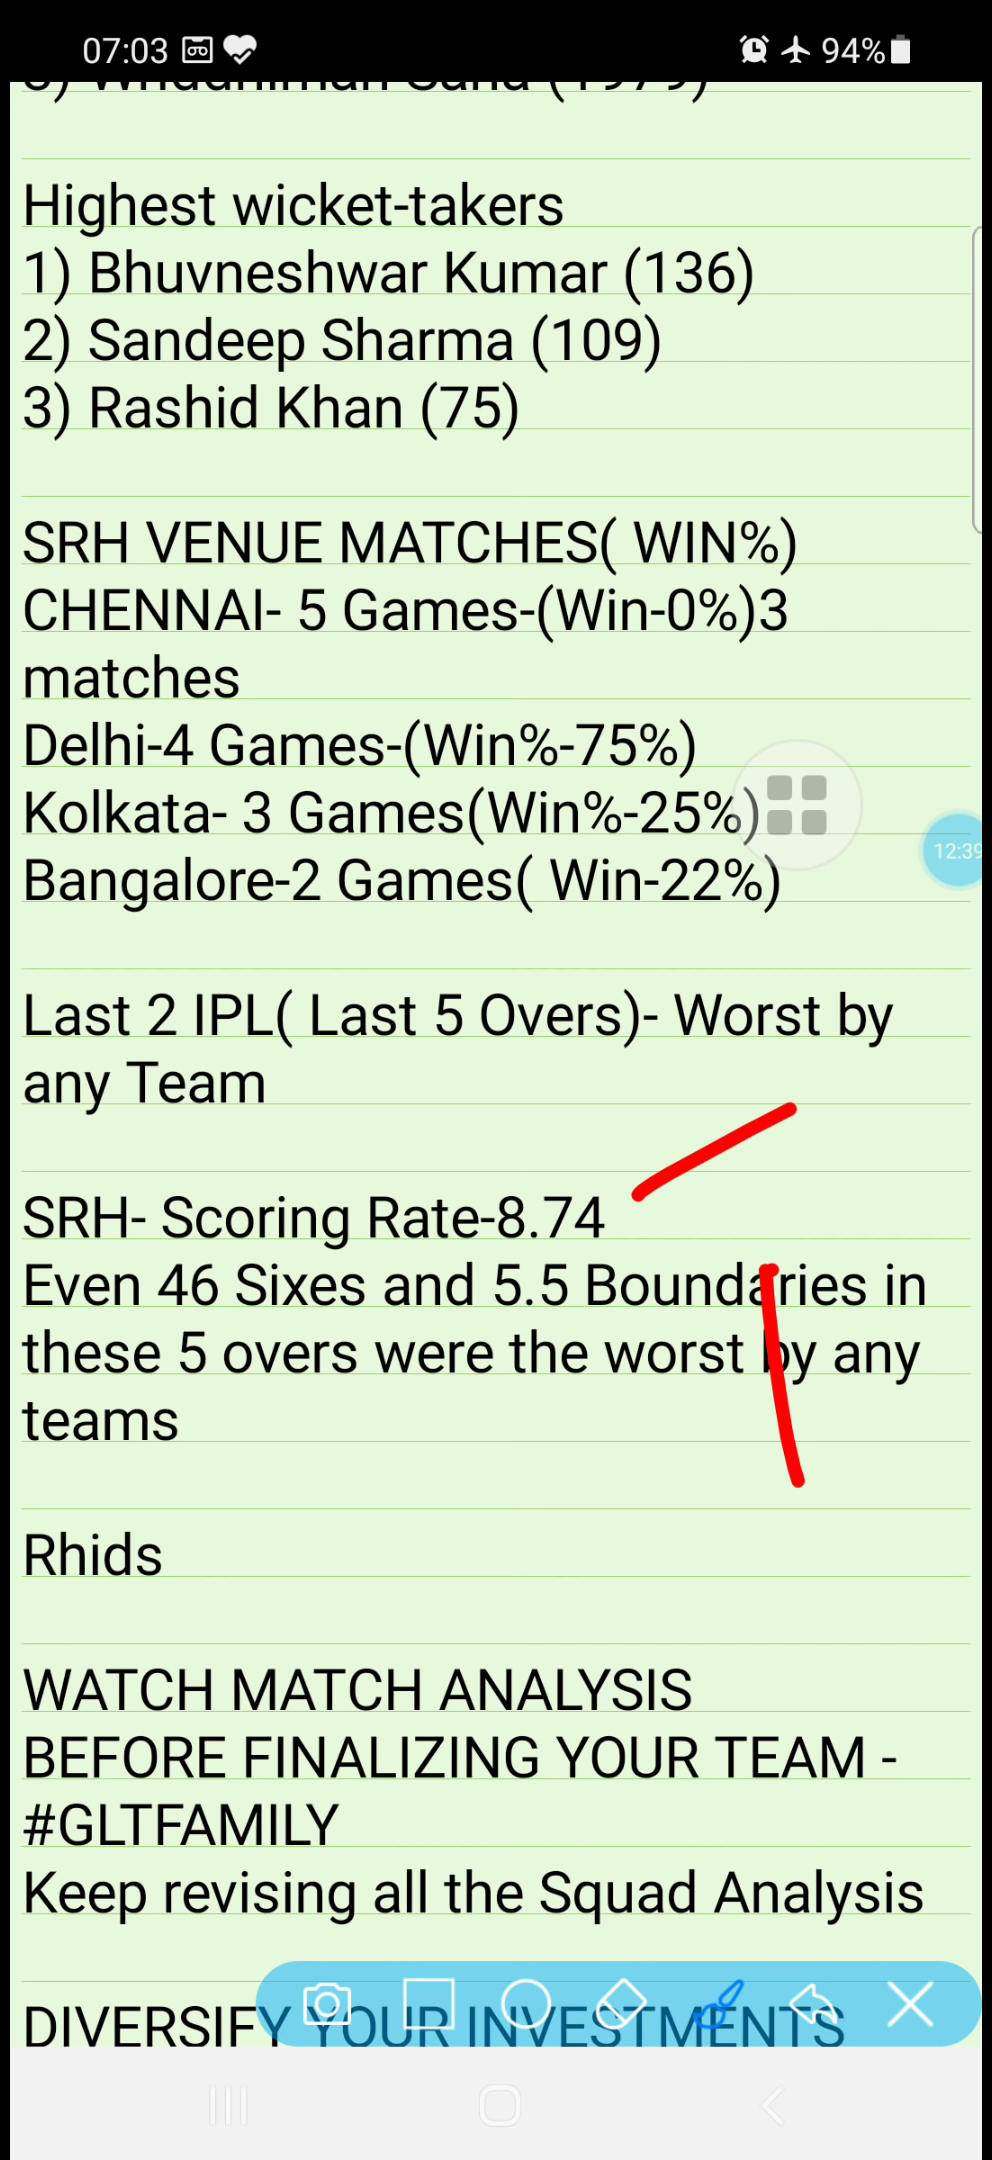 07:03 94%
3) Wriddhiman Saha (1979)
Highest wicket-takers
1) Bhuvneshwar Kumar (136)
2) Sandeep Sharma (109)
3) Rashid Khan (75)
SRH VENUE MATCHES( WIN%)
CHENNAI- 5 Games-(Win-0%)3
matches
Delhi-4 Games-(Win%-75%)
Kolkata- 3 Games(Win%-25%)
Bangalore-2 Games( Win-22%)
12:39
Last 2 IPL( Last 5 Overs)- Worst by
any Team
SRH- Scoring Rate-8.74
Even 46 Sixes and 5.5 Boundaries in
these 5 overs were the worst by any
teams
Rhids
WATCH MATCH ANALYSIS
BEFORE FINALIZING YOUR TEAM -
#GLTFAMILY
Keep revising all the Squad Analysis
DIVERSIFY YOUR INVESTMENTS